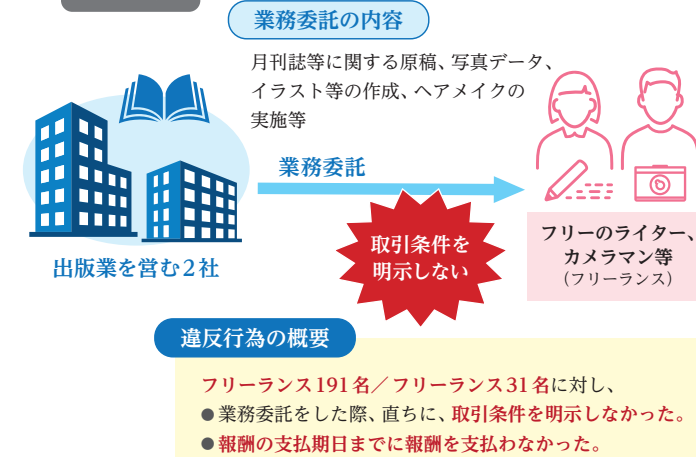 業務委託の内容
月刊誌等に関する原稿、写真データ、
イラスト等の作成、ヘアメイクの
実施等
業務委託
取引条件を
明示しない
出版業を営む2社
フリーのライター、
カメラマン等
（フリーランス）
違反行為の概要
フリーランス191名／フリーランス31名に対し、
●業務委託をした際、直ちに、取引条件を明示しなかった。
●報酬の支払期日までに報酬を支払わなかった。